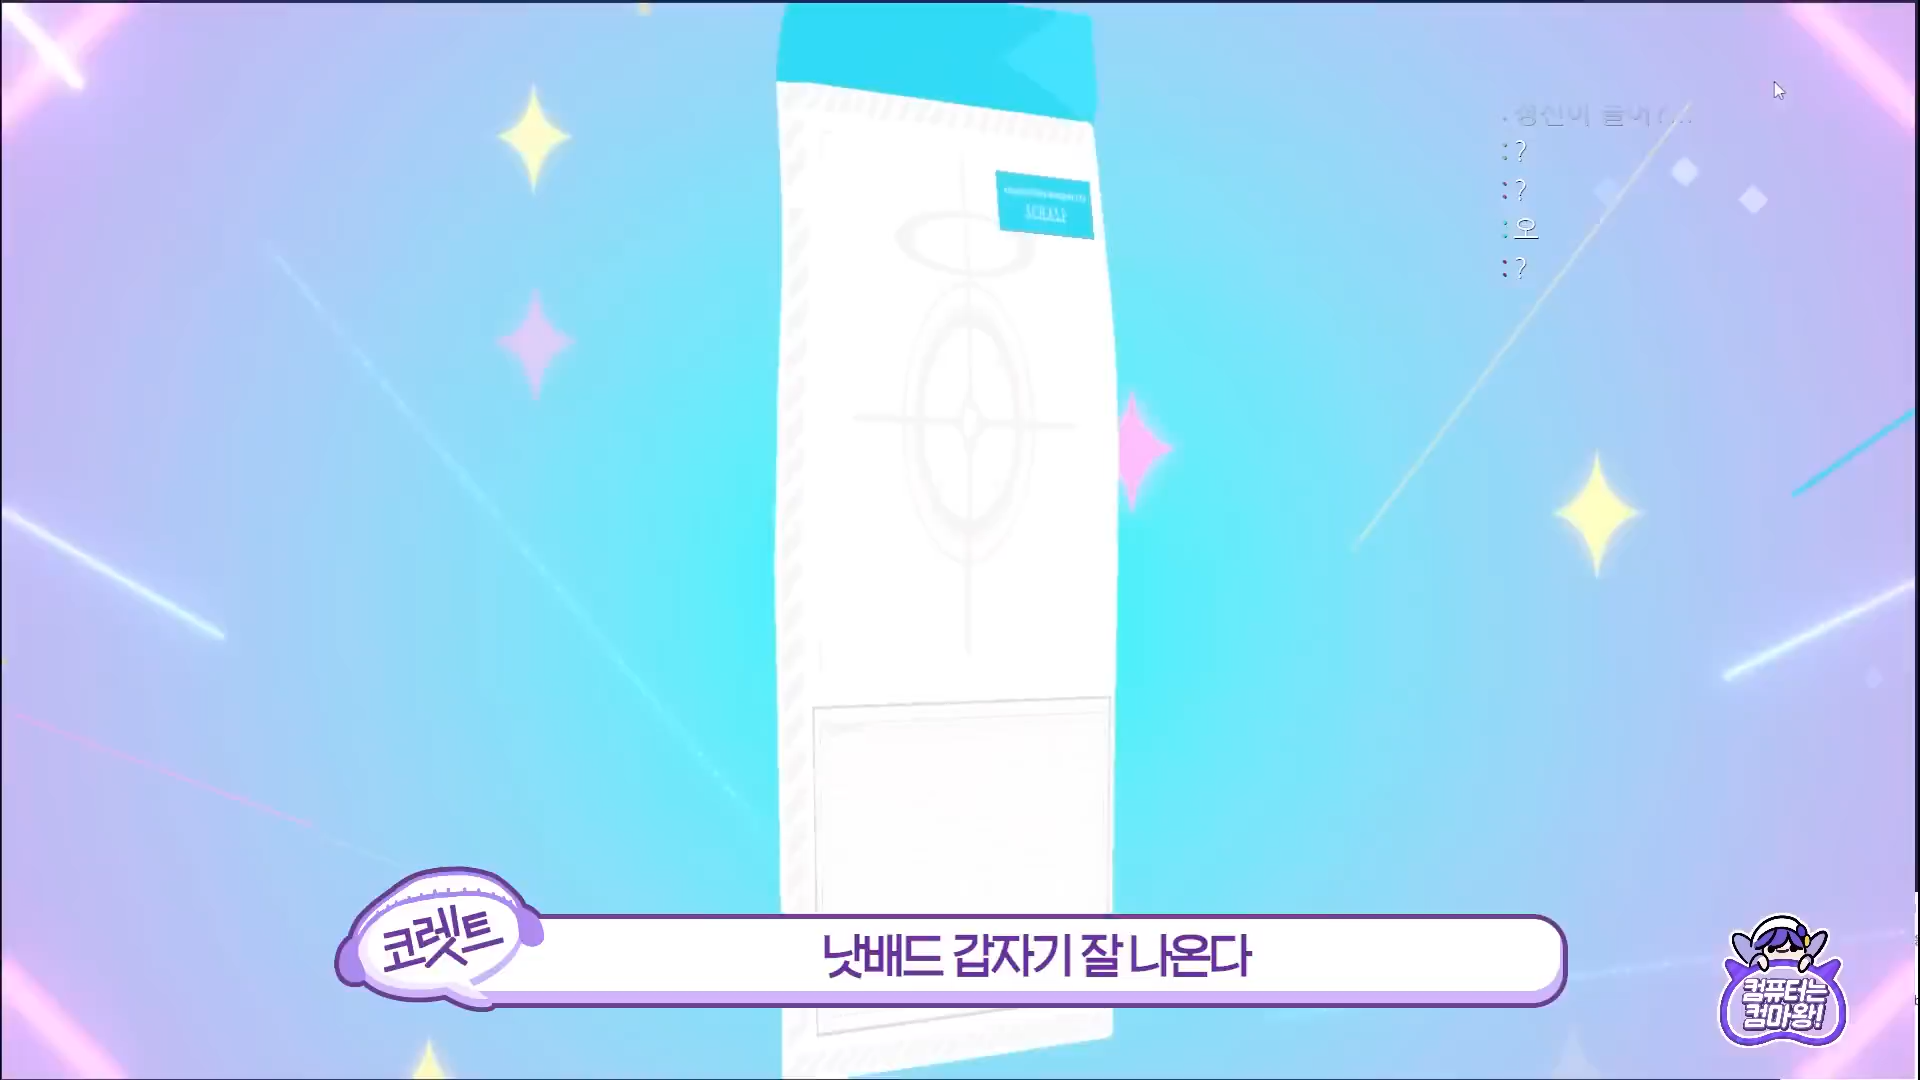 :?
:?
:오
:?
코렛트
낫배드 갑자기 잘 나온다
컴퓨터는
컴마왕!